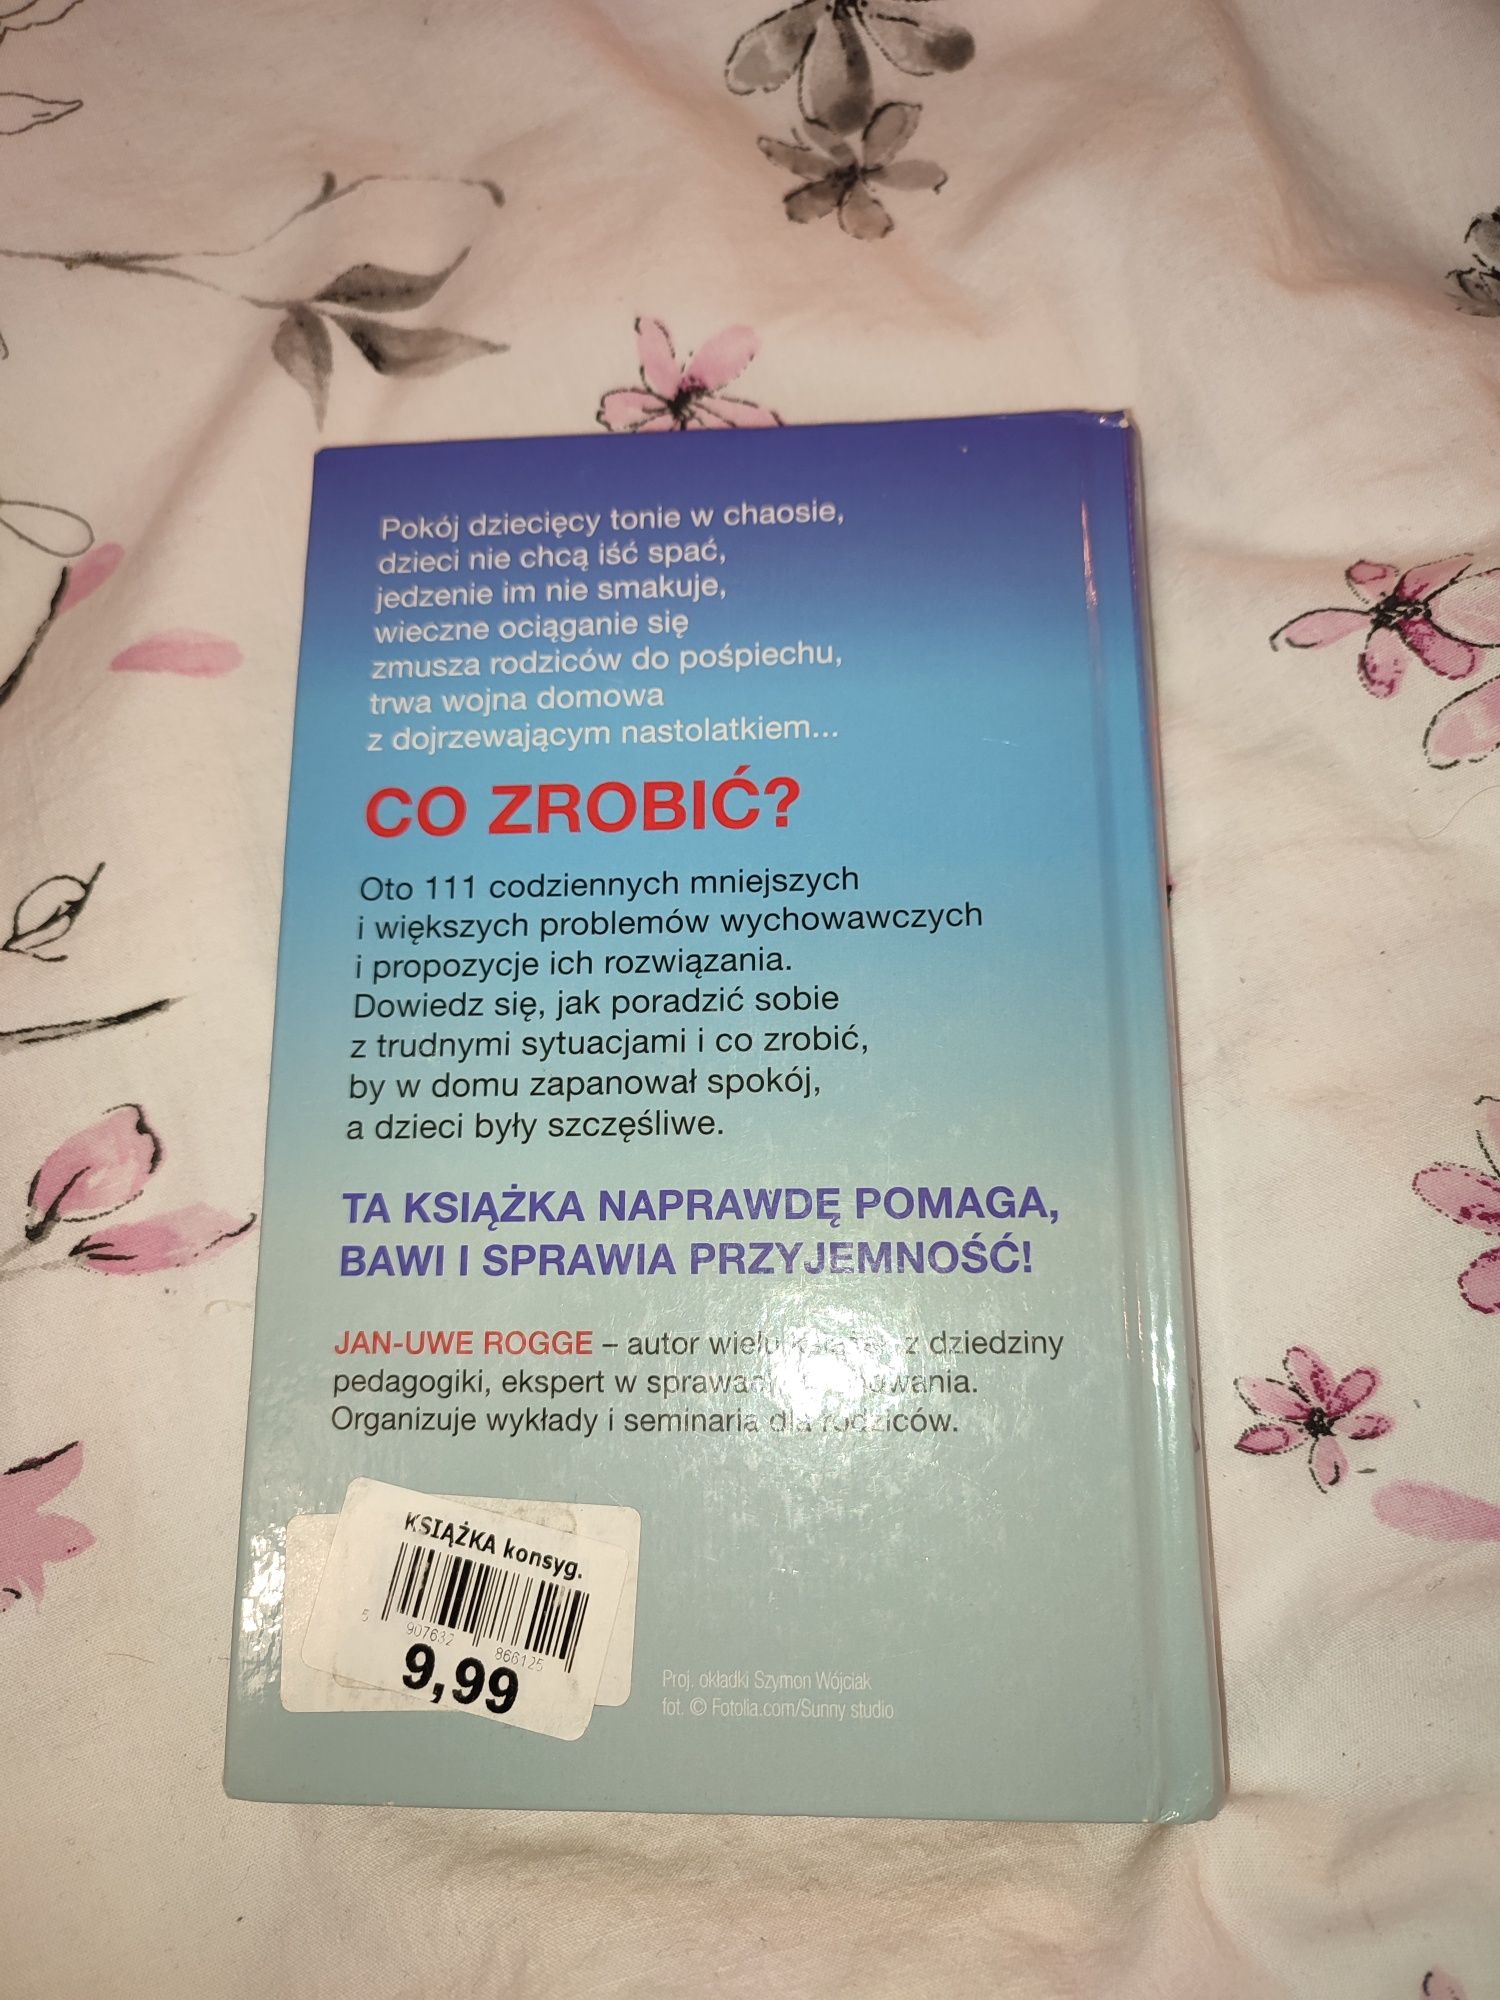 Pokój dziecięcy tonie w chaosie,
dzieci nie chcą iść spać,
jedzenie im nie smakuje,
wieczne ociąganie się
zmusza rodziców do pośpiechu,
trwa wojna domowa
z dojrzewającym nastolatkiem...
CO ZROBIĆ?
Oto 111 codziennych mniejszych
i większych problemów wychowawczych
i propozycje ich rozwiązania.
Dowiedz się, jak poradzić sobie
z trudnymi sytuacjami i co zrobić,
by w domu zapanował spokój,
a dzieci były szczęśliwe.
TA KSIĄŻKA NAPRAWDĘ POMAGA,
BAWI I SPRAWIA PRZYJEMNOŚĆ!
JAN-UWE ROGGE – autor wielu książek z dziedziny
pedagogiki, ekspert w sprawach
Organizuje wykłady i seminaria dla rodziców.
KSIĄŻKA konsyg.
5 907632 866125
9,99
Proj. okładki Szymon Wójciak
fot. © Fotolia.com/Sunny studio